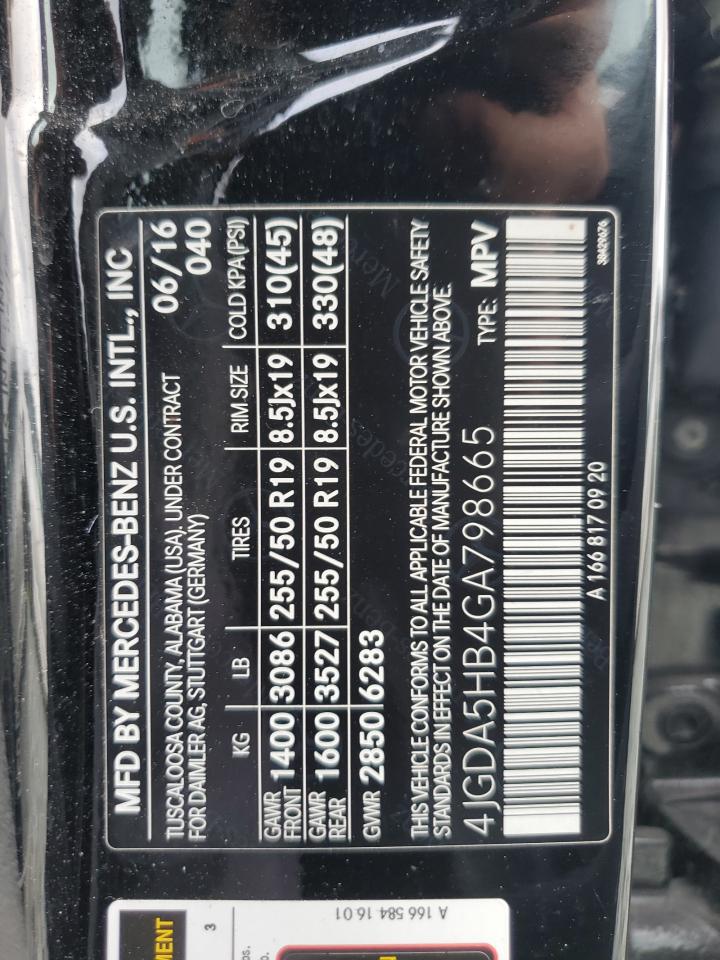 MFD BY MERCEDES-BENZ U.S. INTL., INC
TUSCALOOSA COUNTY, ALABAMA (USA), UNDER CONTRACT 06/16
FOR DAIMLER AG, STUTTGART (GERMANY) 040
KG LB TIRES RIM SIZE COLD KPA(PSI)
GAWR FRONT 1400 3086 255/50 R19 8.5Jx19 310(45)
GAWR REAR 1600 3527 255/50 R19 8.5Jx19 330(48)
GVWR 2850 6283
THIS VEHICLE CONFORMS TO ALL APPLICABLE FEDERAL MOTOR VEHICLE SAFETY
STANDARDS IN EFFECT ON THE DATE OF MANUFACTURE SHOWN ABOVE.
4JGDA5HB4GA798665 TYPE: MPV
A 166 817 09 20
38429676
A 166 584 16 01
3